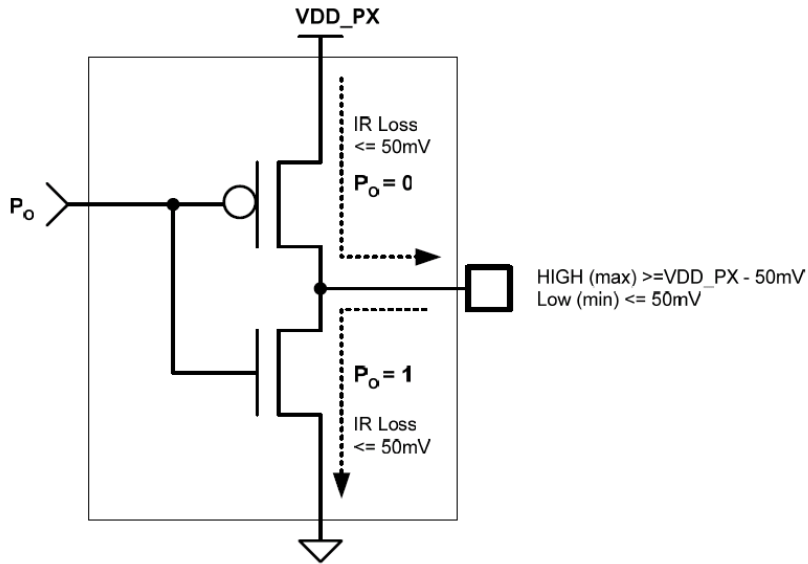 VDD_PX
IR Loss
<= 50mV
Po = 0
Po
HIGH (max) >=VDD_PX - 50mV
Low (min) <= 50mV
Po = 1
IR Loss
<= 50mV